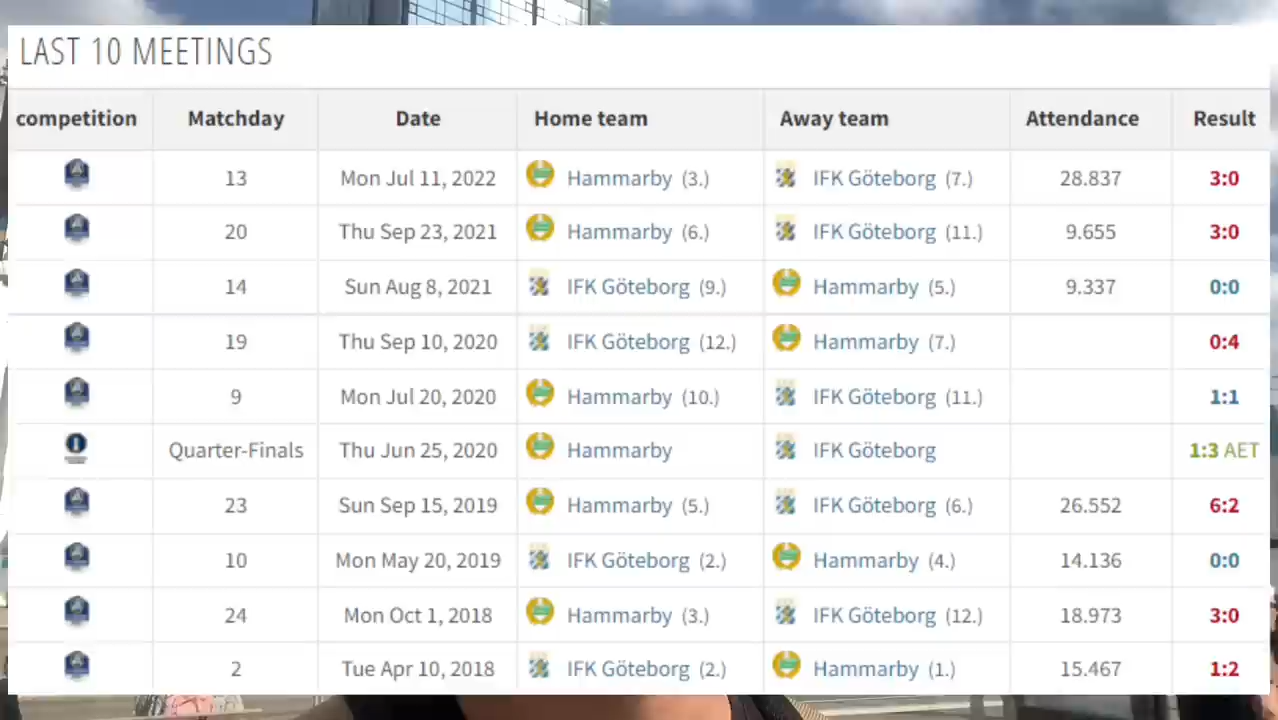 LAST 10 MEETINGS
competition Matchday Date Home team Away team Attendance Result
13 Mon Jul 11, 2022 Hammarby (3.) IFK Göteborg (7.) 28.837 3:0
20 Thu Sep 23, 2021 Hammarby (6.) IFK Göteborg (11.) 9.655 3:0
14 Sun Aug 8, 2021 IFK Göteborg (9.) Hammarby (5.) 9.337 0:0
19 Thu Sep 10, 2020 IFK Göteborg (12.) Hammarby (7.) 0:4
9 Mon Jul 20, 2020 Hammarby (10.) IFK Göteborg (11.) 1:1
Quarter-Finals Thu Jun 25, 2020 Hammarby IFK Göteborg 1:3 AET
23 Sun Sep 15, 2019 Hammarby (5.) IFK Göteborg (6.) 26.552 6:2
10 Mon May 20, 2019 IFK Göteborg (2.) Hammarby (4.) 14.136 0:0
24 Mon Oct 1, 2018 Hammarby (3.) IFK Göteborg (12.) 18.973 3:0
2 Tue Apr 10, 2018 IFK Göteborg (2.) Hammarby (1.) 15.467 1:2